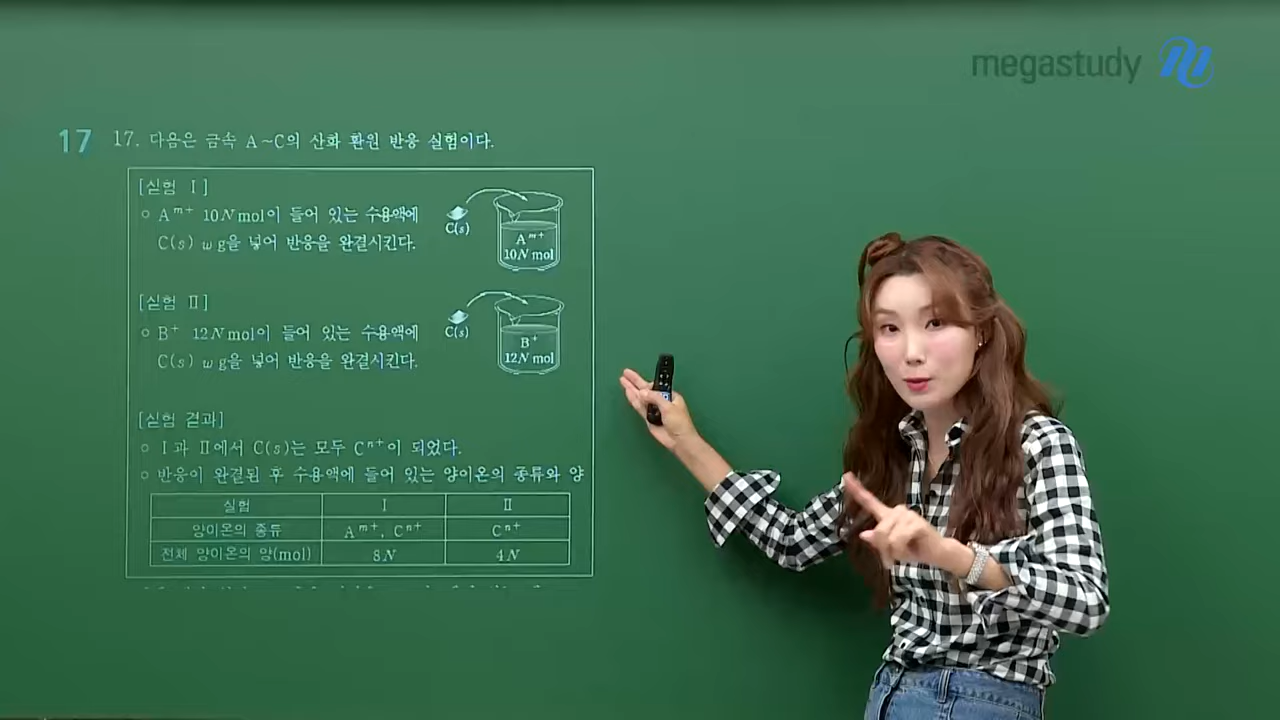 megastudy
17
17. 다음은 금속 A~C의 산화 환원 반응 실험이다.
[실험 Ⅰ]
○ Aᵐ⁺ 10N mol이 들어 있는 수용액에
C(s) w g을 넣어 반응을 완결시킨다.
C(s)
Aᵐ⁺
10N mol
[실험 Ⅱ]
○ B⁺ 12N mol이 들어 있는 수용액에
C(s) w g을 넣어 반응을 완결시킨다.
C(s)
B⁺
12N mol
[실험 결과]
○ Ⅰ과 Ⅱ에서 C(s)는 모두 Cⁿ⁺이 되었다.
○ 반응이 완결된 후 수용액에 들어 있는 양이온의 종류와 양
실험 Ⅰ Ⅱ
양이온의 종류 Aᵐ⁺, Cⁿ⁺ Cⁿ⁺
전체 양이온의 양(mol) 8N 4N